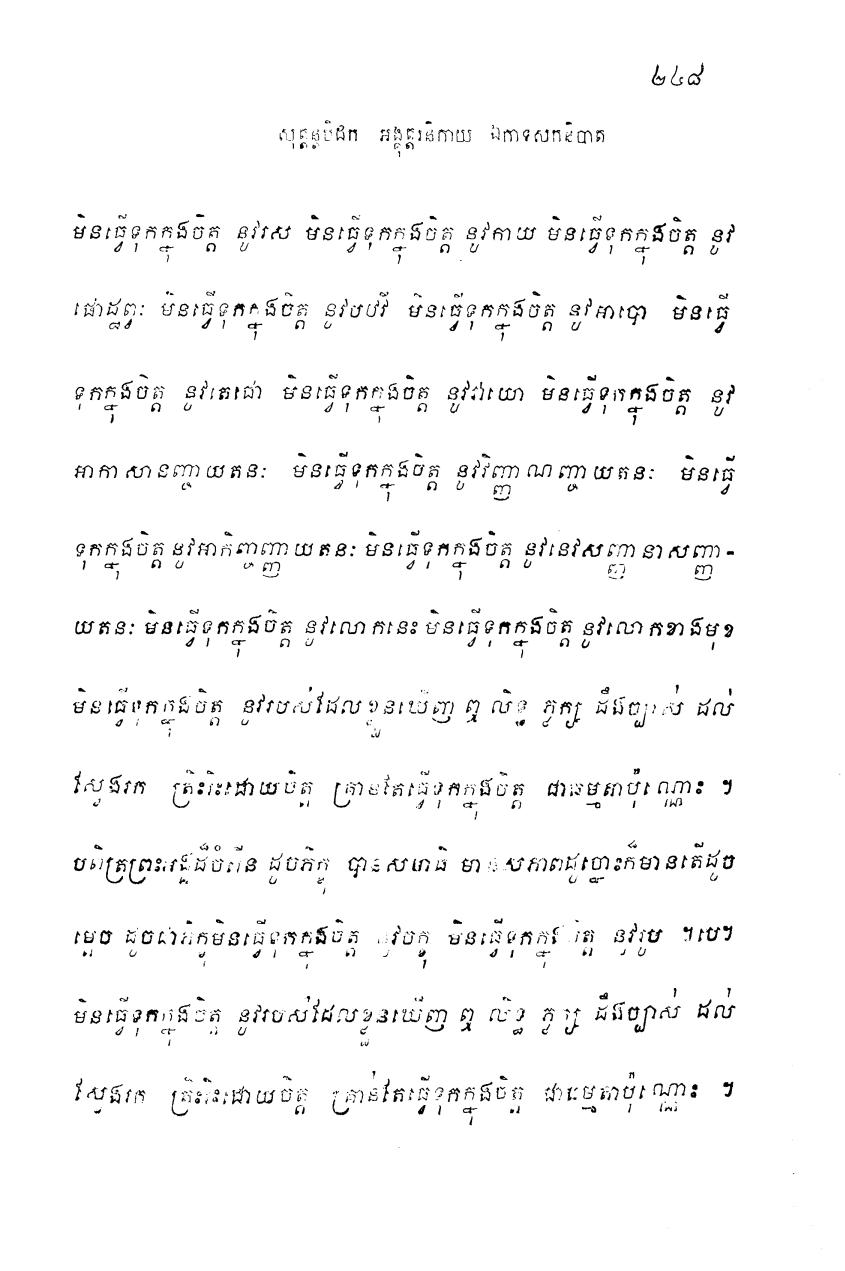 ២៤៨
សុត្តន្តបិដក អង្គុត្តរនិកាយ ឯកាទសកនិបាត
មិនធ្វើទុកក្នុងចិត្ត នូវរស មិនធ្វើទុកក្នុងចិត្ត នូវកាយ មិនធ្វើទុកក្នុងចិត្ត នូវ
ផោដ្ឋព្វៈ មិនធ្វើទុកក្នុងចិត្ត នូវបឋវី មិនធ្វើទុកក្នុងចិត្ត នូវអាបោ មិនធ្វើ
ទុកក្នុងចិត្ត នូវតេជោ មិនធ្វើទុកក្នុងចិត្ត នូវវាយោ មិនធ្វើទុកក្នុងចិត្ត នូវ
អាកាសានញ្ចាយតនៈ មិនធ្វើទុកក្នុងចិត្ត នូវវិញ្ញាណញ្ចាយតនៈ មិនធ្វើ
ទុកក្នុងចិត្ត នូវអាកិញ្ចញ្ញាយតនៈ មិនធ្វើទុកក្នុងចិត្ត នូវនេវសញ្ញានាសញ្ញា-
យតនៈ មិនធ្វើទុកក្នុងចិត្ត នូវលោកនេះ មិនធ្វើទុកក្នុងចិត្ត នូវលោកខាងមុខ
មិនធ្វើទុកក្នុងចិត្ត នូវរបស់ដែលខ្លួនឃើញ ឮ លិទ្ធ ភ្លក្ស ដឹងច្បាស់ ដល់
ស្វែងរក ត្រិះរិះដោយចិត្ត គ្រាន់តែធ្វើទុកក្នុងចិត្ត ជាធម្មតាប៉ុណ្ណោះ ។
បពិត្រព្រះអង្គដ៏ចំរើន ដូចភិក្ខុ បានសមាធិ មានសភាពដូច្នោះក៏មានតើដូច
ម្តេច ដូចជាភិក្ខុមិនធ្វើទុកក្នុងចិត្ត នូវចក្ខុ មិនធ្វើទុកក្នុងចិត្ត នូវរូប ។បេ។
មិនធ្វើទុកក្នុងចិត្ត នូវរបស់ដែលខ្លួនឃើញ ឮ លិទ្ធ ភ្លក្ស ដឹងច្បាស់ ដល់
ស្វែងរក ត្រិះរិះដោយចិត្ត គ្រាន់តែធ្វើទុកក្នុងចិត្ត ជាធម្មតាប៉ុណ្ណោះ ។